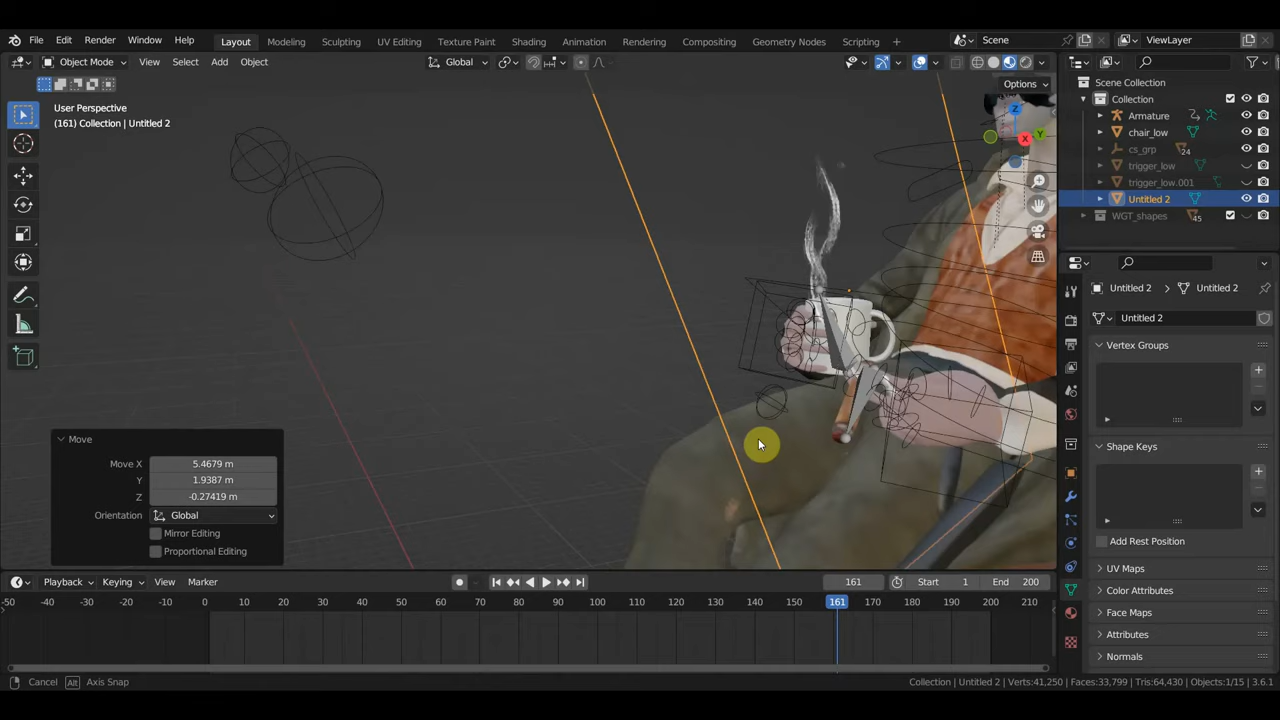 File Edit Render Window Help Layout Modeling Sculpting UV Editing Texture Paint Shading Animation Rendering Compositing Geometry Nodes Scripting + Scene ViewLayer
Object Mode View Select Add Object Global
Options
User Perspective
(161) Collection | Untitled 2
Z
Y
X
Scene Collection
Collection
Armature
chair_low
cs_grp 24
trigger_low
trigger_low.001
Untitled 2
WGT_shapes 45
Untitled 2 > Untitled 2
Untitled 2
Vertex Groups
Shape Keys
Add Rest Position
UV Maps
Color Attributes
Face Maps
Attributes
Normals
Move
Move X 5.4679 m
Y 1.9387 m
Z -0.27419 m
Orientation Global
Mirror Editing
Proportional Editing
Playback Keying View Marker 161 Start 1 End 200
-50 -40 -30 -20 -10 0 10 20 30 40 50 60 70 80 90 100 110 120 130 140 150 161 170 180 190 200 210
Cancel Alt Axis Snap Collection | Untitled 2 | Verts:41,250 | Faces:33,799 | Tris:64,430 | Objects:1/15 | 3.6.1